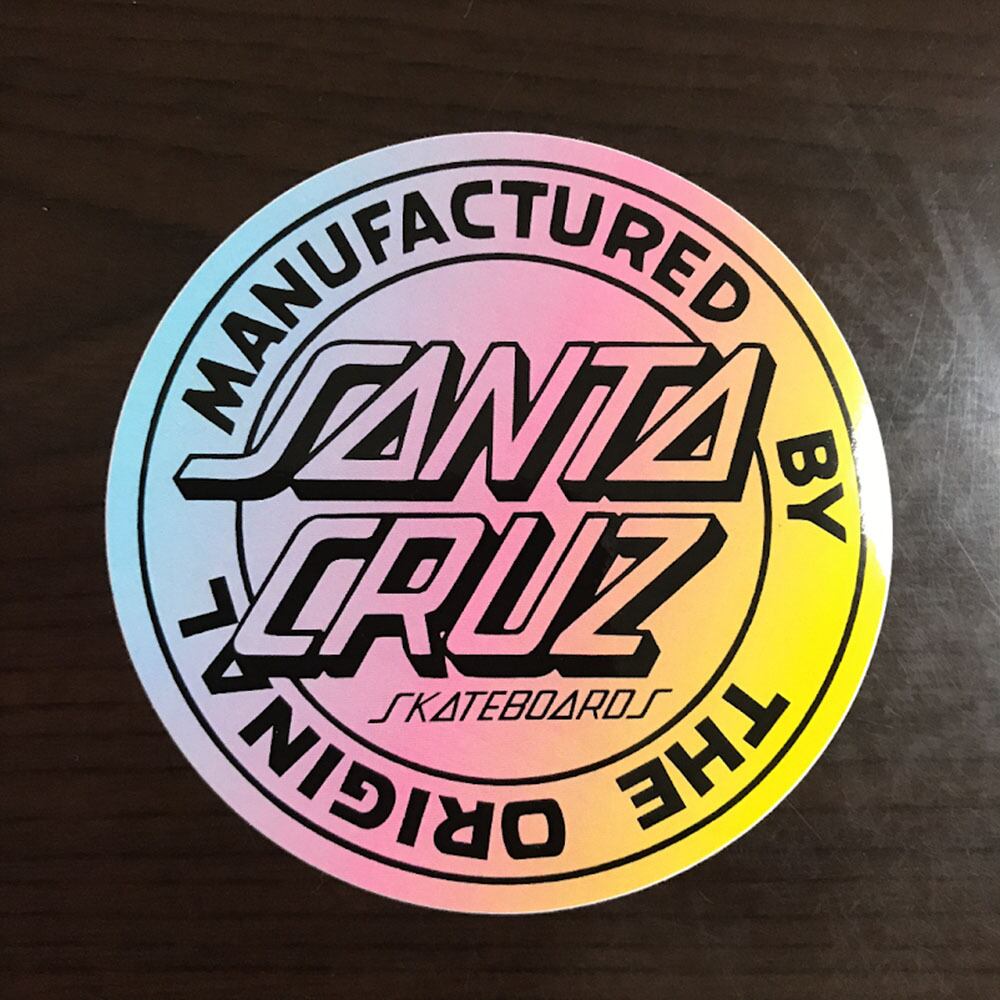 MANUFACTURED BY THE ORIGINAL
SANTA
CRUZ
SKATEBOARDS